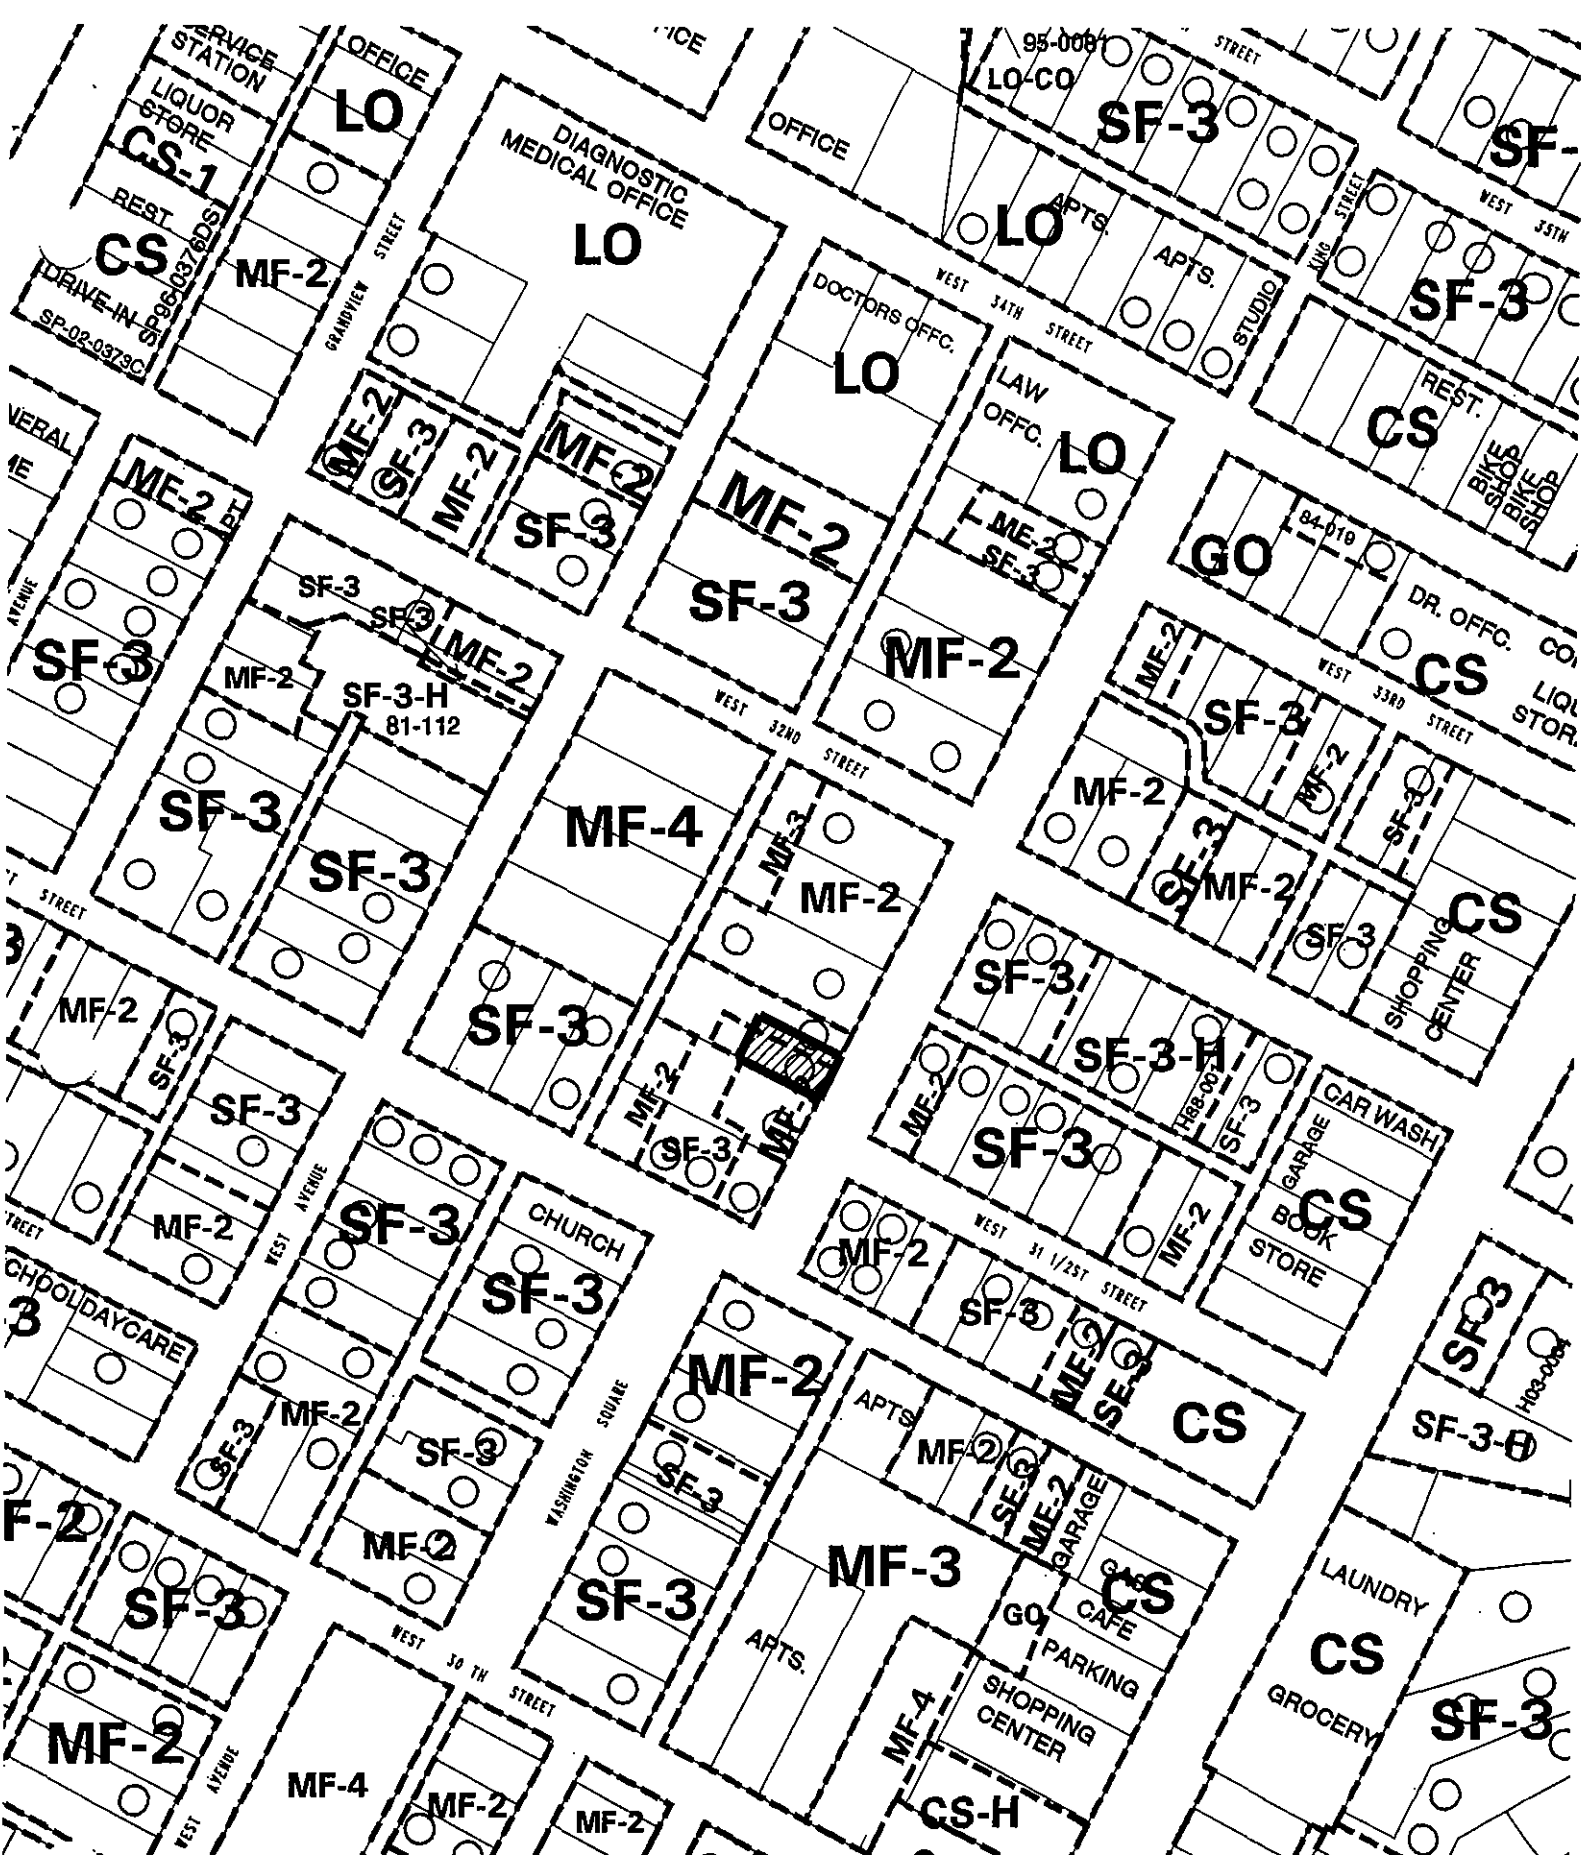 SERVICE
STATION
OFFICE
LO
LIQUOR
STORE
CS-1
REST
CS
DRIVE-IN
SP-02-0373C
SP96-0376DS
MF-2
GRANDVIEW STREET
DIAGNOSTIC
MEDICAL OFFICE
LO
OFFICE
95-0081
LO-CO
SF-3
STREET
SF-
WEST 35TH
KING STREET
LO
APTS.
APTS.
STUDIO
SF-3
WEST 34TH STREET
DOCTORS OFFC.
LO
LAW
OFFC.
LO
REST.
CS
BIKE
SHOP
BIKE
SHOP
MF-2
SF-3
MF-2
MF-2
SF-3
MF-2
SF-3
MF-2
SF-3
MF-2
GO
84-019
DR. OFFC.
CS
WEST 33RD STREET
MF-2
AVENUE
SF-3
SF-3
SF-3
MF-2
MF-2
SF-3-H
81-112
SF-3
SF-3
WEST 32ND STREET
MF-4
MF-3
MF-2
MF-2
SF-3
MF-2
SF-3
MF-2
SF-3
MF-2
SF-3
CS
SHOPPING
CENTER
STREET
MF-2
SF-3
SF-3
MF-2
SF-3
SF-3
SF-3-H
H88-001
SF-3
MF-2
SF-3
MF-2
CAR WASH
GARAGE
CS
BOOK
STORE
SF-3
MF-2
WEST AVENUE
SF-3
CHURCH
SF-3
MF-2
WEST 31 1/2ST STREET
SF-3
MF-2
SF-3
CS
SF-3
SF-3-H
DAYCARE
3
SF-3
MF-2
SF-3
MF-2
WASHINGTON SQUARE
MF-2
SF-3
SF-3
APTS.
MF-2
SF-3
MF-2
GARAGE
MF-3
APTS.
CS
CAFE
GO
PARKING
SHOPPING
CENTER
MF-4
CS-H
LAUNDRY
CS
GROCERY
SF-3
F-2
SF-3
WEST 30 TH STREET
MF-2
WEST AVENUE
MF-4
MF-2
MF-2